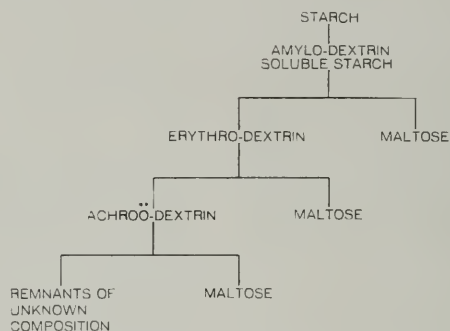 STARCH
AMYLO-DEXTRIN
SOLUBLE STARCH
ERYTHRO-DEXTRIN
MALTOSE
ACHROÖ-DEXTRIN
MALTOSE
REMNANTS OF
UNKNOWN
COMPOSITION
MALTOSE